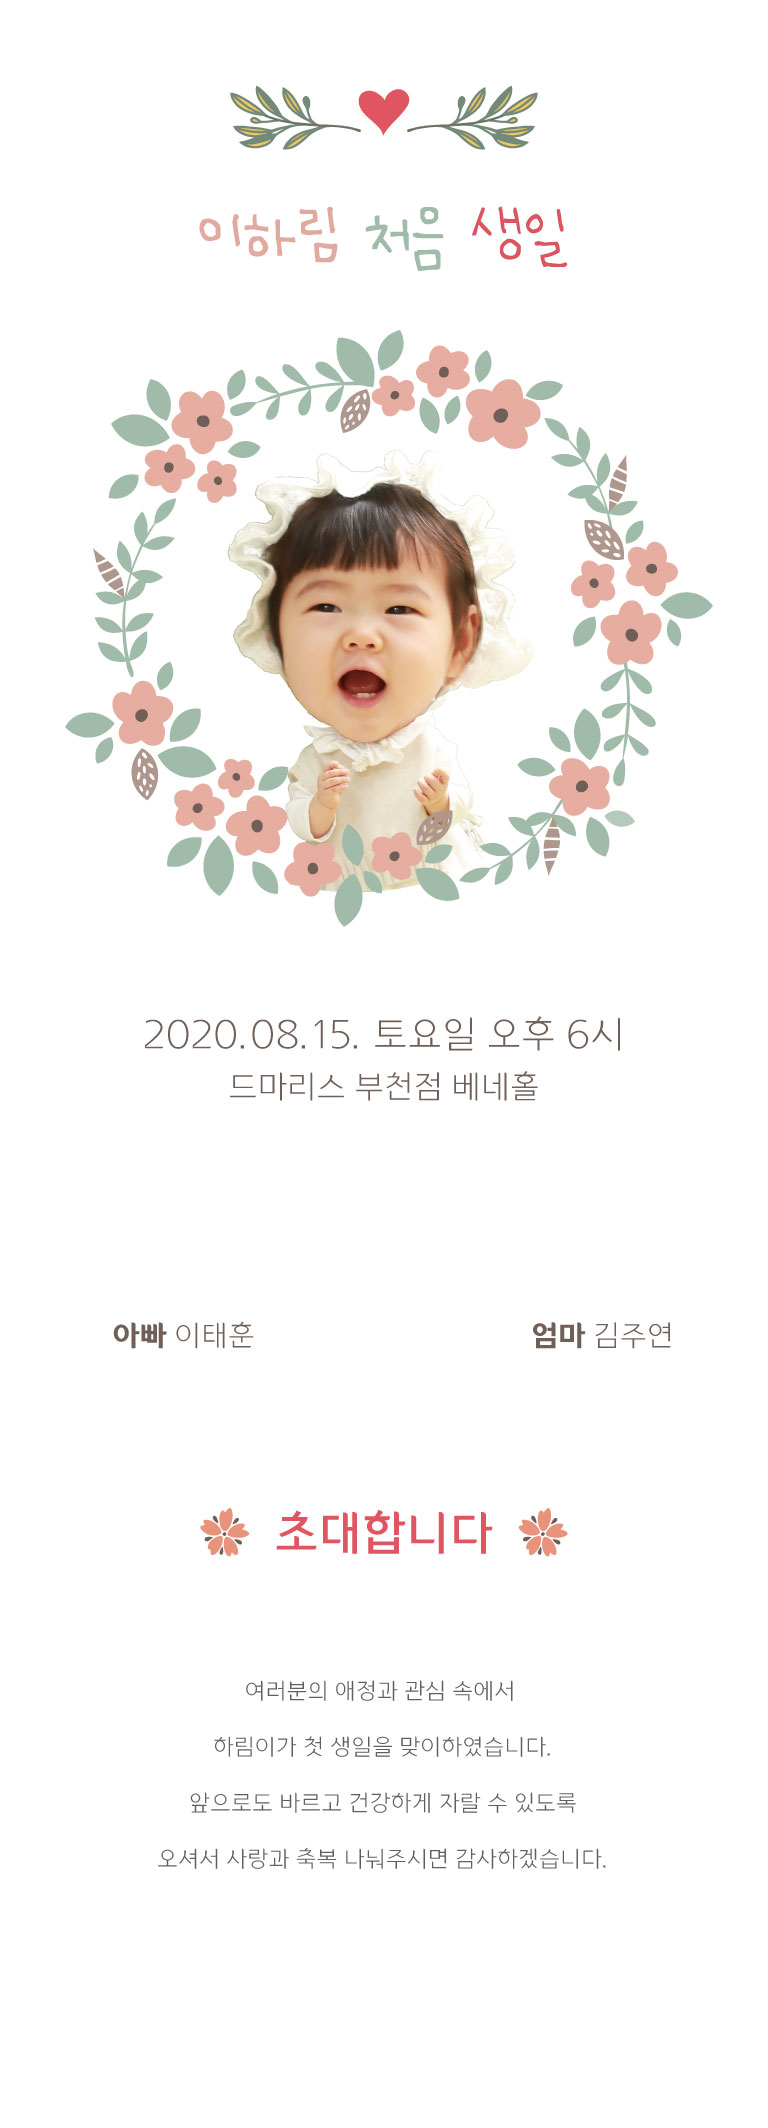 이하림 처음 생일
2020.08.15. 토요일 오후 6시
드마리스 부천점 베네홀
아빠 이태훈 엄마 김주연
초대합니다
여러분의 애정과 관심 속에서
하림이가 첫 생일을 맞이하였습니다.
앞으로도 바르고 건강하게 자랄 수 있도록
오셔서 사랑과 축복 나눠주시면 감사하겠습니다.